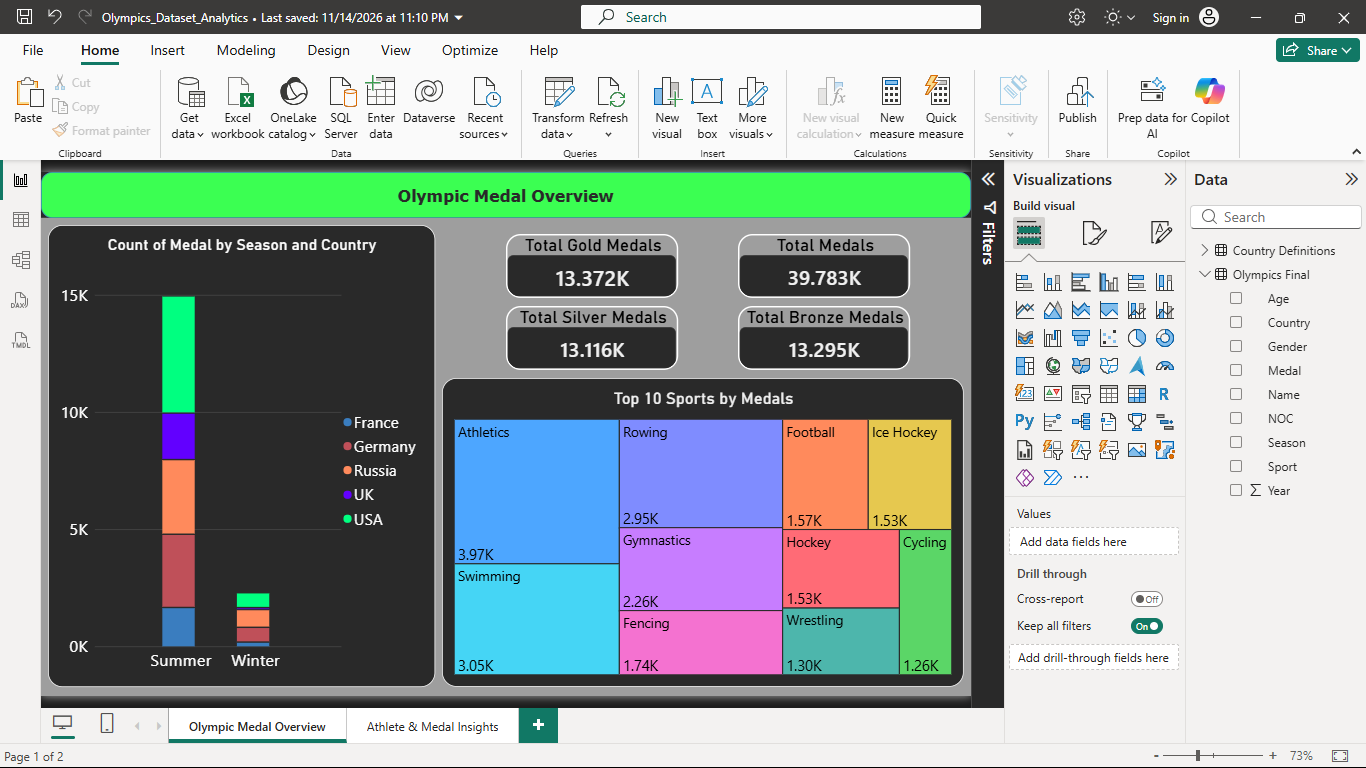 Olympics_Dataset_Analytics • Last saved: 11/14/2026 at 11:10 PM
Search
Sign in
File
Home
Insert
Modeling
Design
View
Optimize
Help
Share
Paste
Cut
Copy
Format painter
Clipboard
Get data
Excel workbook
OneLake catalog
SQL Server
Enter data
Dataverse
Recent sources
Data
Transform data
Refresh
Queries
New visual
Text box
More visuals
Insert
New visual calculation
New measure
Quick measure
Calculations
Sensitivity
Sensitivity
Publish
Share
Prep data for AI
Copilot
Copilot
DAX
TMDL
Olympic Medal Overview
Count of Medal by Season and Country
15K
10K
5K
0K
Summer
Winter
France
Germany
Russia
UK
USA
Total Gold Medals
13.372K
Total Medals
39.783K
Total Silver Medals
13.116K
Total Bronze Medals
13.295K
Top 10 Sports by Medals
Athletics
3.97K
Swimming
3.05K
Rowing
2.95K
Gymnastics
2.26K
Fencing
1.74K
Football
1.57K
Ice Hockey
1.53K
Hockey
1.53K
Wrestling
1.30K
Cycling
1.26K
Filters
Visualizations
Build visual
123
R
Py
Values
Add data fields here
Drill through
Cross-report
Off
Keep all filters
On
Add drill-through fields here
Data
Search
Country Definitions
Olympics Final
Age
Country
Gender
Medal
Name
NOC
Season
Sport
Σ Year
Olympic Medal Overview
Athlete & Medal Insights
+
Page 1 of 2
- + 73%